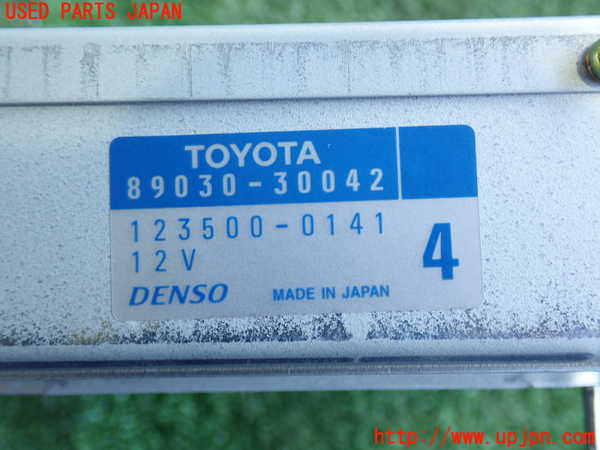 USED PARTS JAPAN
TOYOTA
89030-30042
123500-0141
12V
4
DENSO MADE IN JAPAN
http://www.upjpn.com